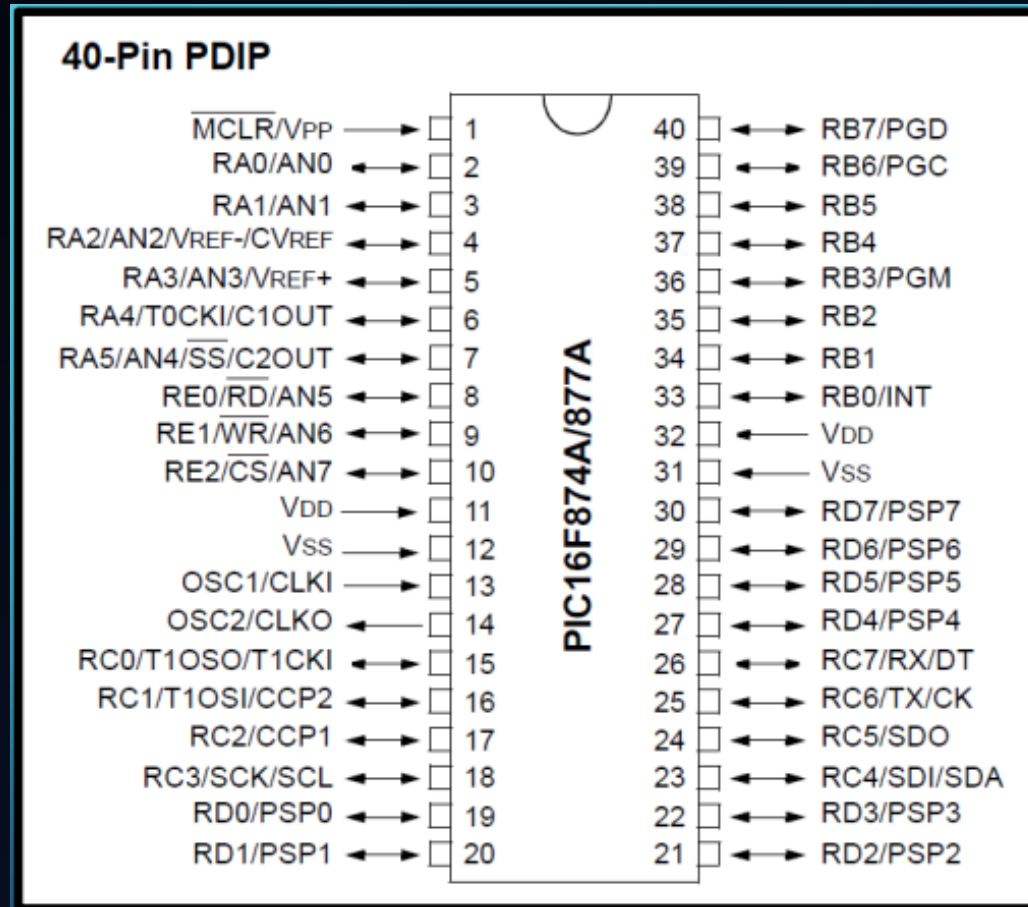 40-Pin PDIP
MCLR/VPP 1 40 RB7/PGD
RA0/AN0 2 39 RB6/PGC
RA1/AN1 3 38 RB5
RA2/AN2/VREF-/CVREF 4 37 RB4
RA3/AN3/VREF+ 5 36 RB3/PGM
RA4/T0CKI/C1OUT 6 35 RB2
RA5/AN4/SS/C2OUT 7 34 RB1
RE0/RD/AN5 8 33 RB0/INT
RE1/WR/AN6 9 32 VDD
RE2/CS/AN7 10 31 VSS
VDD 11 30 RD7/PSP7
VSS 12 29 RD6/PSP6
OSC1/CLKI 13 28 RD5/PSP5
OSC2/CLKO 14 27 RD4/PSP4
RC0/T1OSO/T1CKI 15 26 RC7/RX/DT
RC1/T1OSI/CCP2 16 25 RC6/TX/CK
RC2/CCP1 17 24 RC5/SDO
RC3/SCK/SCL 18 23 RC4/SDI/SDA
RD0/PSP0 19 22 RD3/PSP3
RD1/PSP1 20 21 RD2/PSP2
PIC16F874A/877A